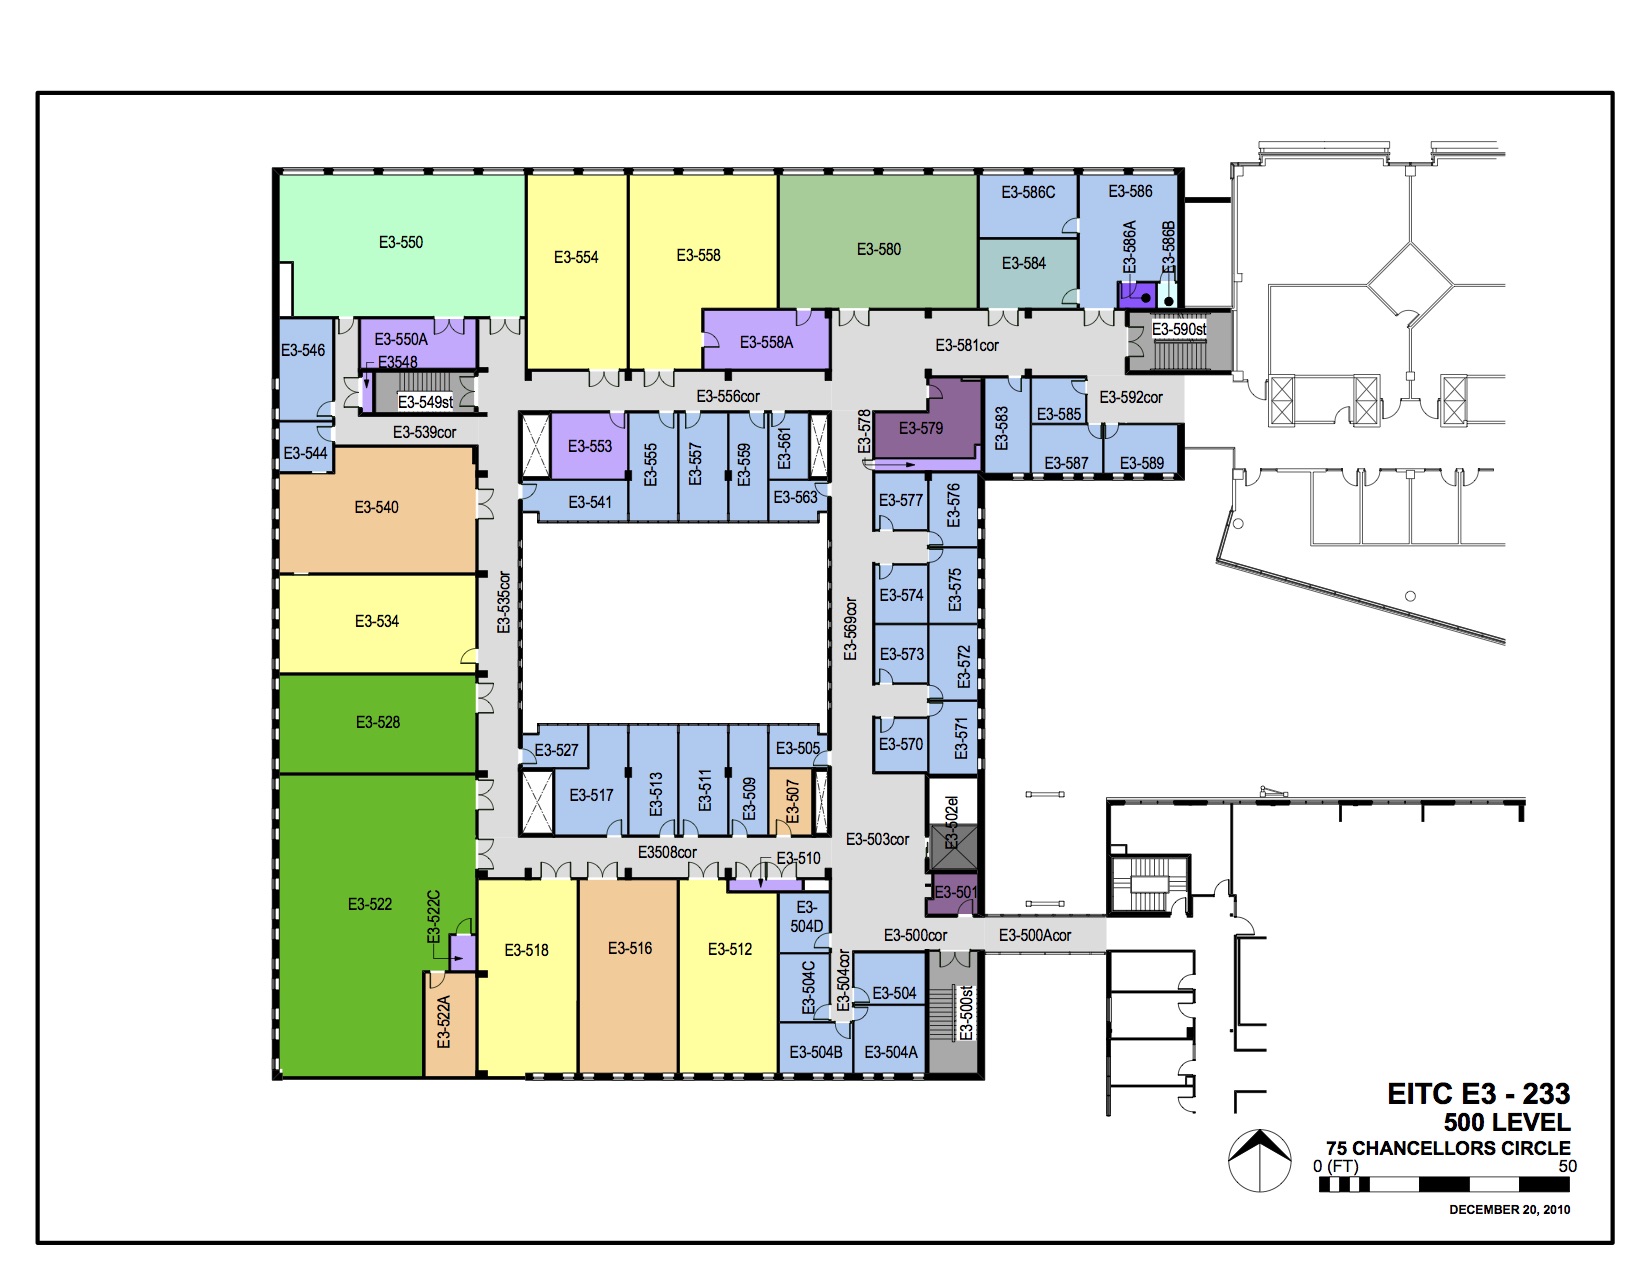 E3-586C
E3-586
E3-550
E3-554
E3-558
E3-580
E3-584
E3-586A
E3-586B
E3-546
E3-550A
E3548
E3-558A
E3-581cor
E3-590st
E3-549st
E3-556cor
E3-592cor
E3-539cor
E3-544
E3-553
E3-555
E3-557
E3-559
E3-561
E3-578
E3-579
E3-583
E3-585
E3-587
E3-589
E3-541
E3-563
E3-540
E3-577
E3-576
E3-535cor
E3-569cor
E3-574
E3-575
E3-534
E3-573
E3-572
E3-528
E3-570
E3-571
E3-527
E3-505
E3-517
E3-513
E3-511
E3-509
E3-507
E3-502el
E3-503cor
E3508cor
E3-510
E3-501
E3-522
E3-522C
E3-504D
E3-500cor
E3-500Acor
E3-518
E3-516
E3-512
E3-504C
E3-504cor
E3-504
E3-500st
E3-522A
E3-504B
E3-504A
EITC E3 - 233
500 LEVEL
75 CHANCELLORS CIRCLE
0 (FT) 50
DECEMBER 20, 2010